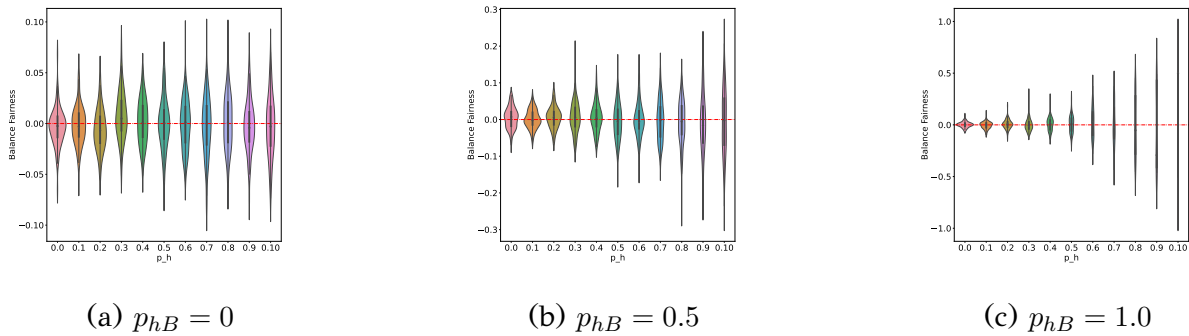 0.10
0.05
0.00
−0.05
−0.10
Balance Fairness
0.0 0.1 0.2 0.3 0.4 0.5 0.6 0.7 0.8 0.9 0.10
p_h
(a) p_{hB} = 0
0.3
0.2
0.1
0.0
−0.1
−0.2
−0.3
Balance Fairness
0.0 0.1 0.2 0.3 0.4 0.5 0.6 0.7 0.8 0.9 0.10
p_h
(b) p_{hB} = 0.5
1.0
0.5
0.0
−0.5
−1.0
Balance Fairness
0.0 0.1 0.2 0.3 0.4 0.5 0.6 0.7 0.8 0.9 0.10
p_h
(c) p_{hB} = 1.0